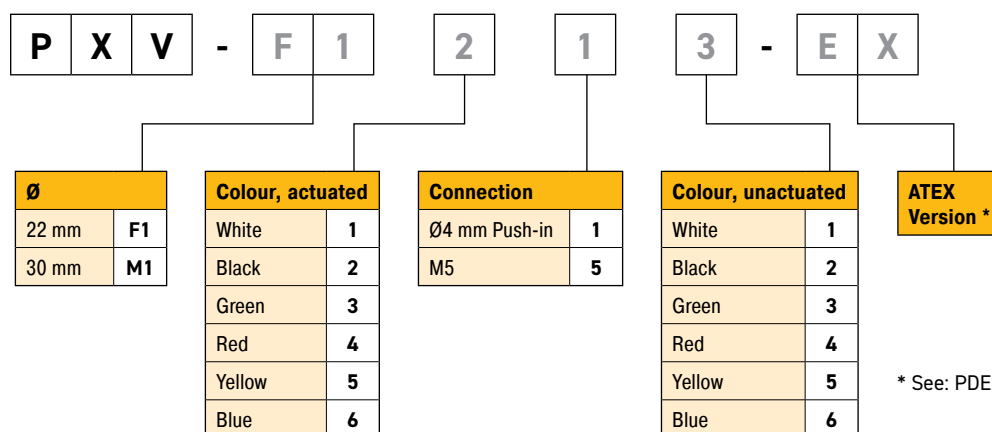 P X V - F 1 2 1 3 - E X
Ø
22 mm F1
30 mm M1
Colour, actuated
White 1
Black 2
Green 3
Red 4
Yellow 5
Blue 6
Connection
Ø4 mm Push-in 1
M5 5
Colour, unactuated
White 1
Black 2
Green 3
Red 4
Yellow 5
Blue 6
ATEX
Version *
* See: PDE